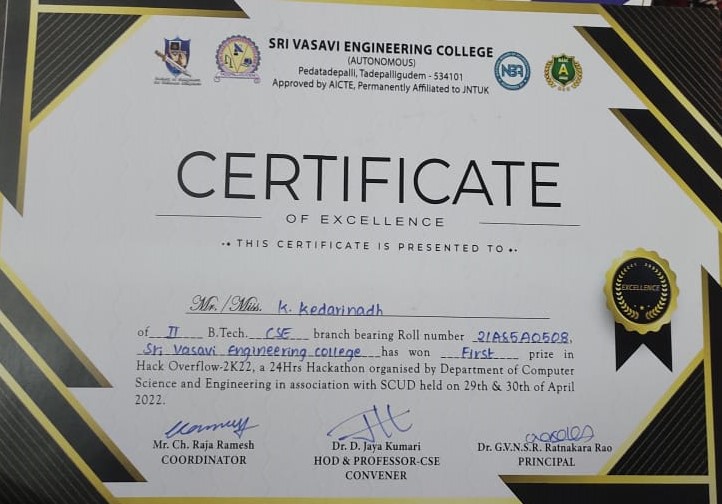 SRI VASAVI ENGINEERING COLLEGE
(AUTONOMOUS)
Pedatadepalli, Tadepalligudem - 534101
Approved by AICTE, Permanently Affiliated to JNTUK
NBA
A
CERTIFICATE
OF EXCELLENCE
THIS CERTIFICATE IS PRESENTED TO
EXCELLENCE
Mr. / Miss. K. Kedarinadh
of II B.Tech. CSE branch bearing Roll number 21A85A0508,
Sri Vasavi Engineering college has won First prize in
Hack Overflow-2K22, a 24Hrs Hackathon organised by Department of Computer
Science and Engineering in association with SCUD held on 29th & 30th of April
2022.
Mr. Ch. Raja Ramesh Dr. D. Jaya Kumari Dr. G.V.N.S.R. Ratnakara Rao
COORDINATOR HOD & PROFESSOR-CSE PRINCIPAL
CONVENER